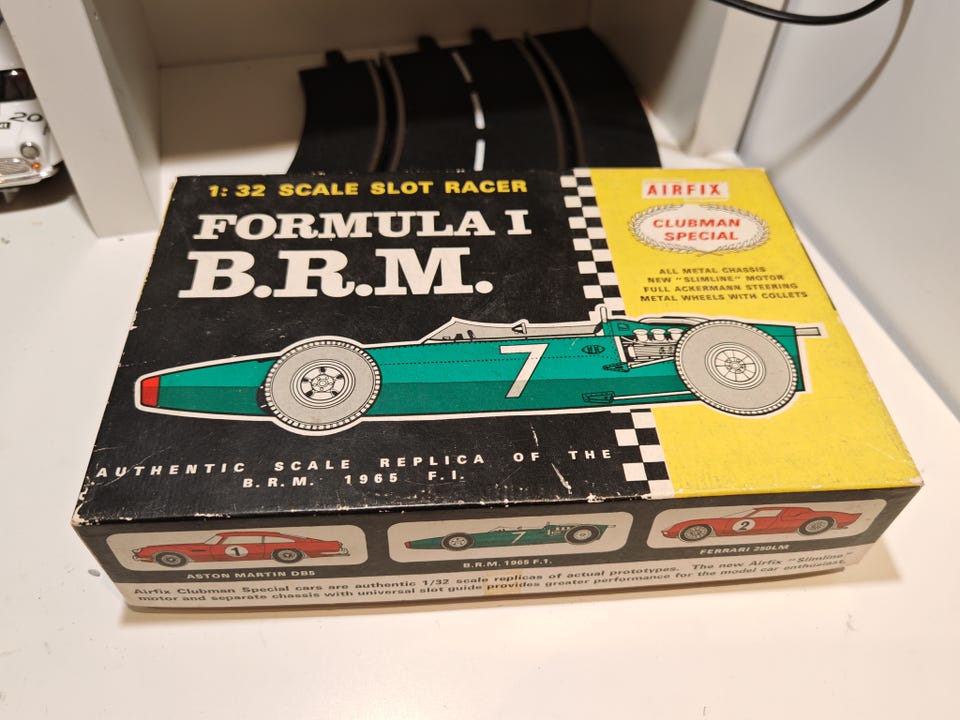 20
1:32 SCALE SLOT RACER
FORMULA I
B.R.M.
AIRFIX
CLUBMAN
SPECIAL
ALL METAL CHASSIS
NEW "SLIMLINE" MOTOR
FULL ACKERMANN STEERING
METAL WHEELS WITH COLLETS
7
AUTHENTIC SCALE REPLICA OF THE
B.R.M. 1965 F.I.
1
7
2
ASTON MARTIN DB5
B.R.M. 1965 F.1.
FERRARI 250LM
Airfix Clubman Special cars are authentic 1/32 scale replicas of actual prototypes. The new Airfix "Slimline"
motor and separate chassis with universal slot guide provides greater performance for the model car enthusiast.